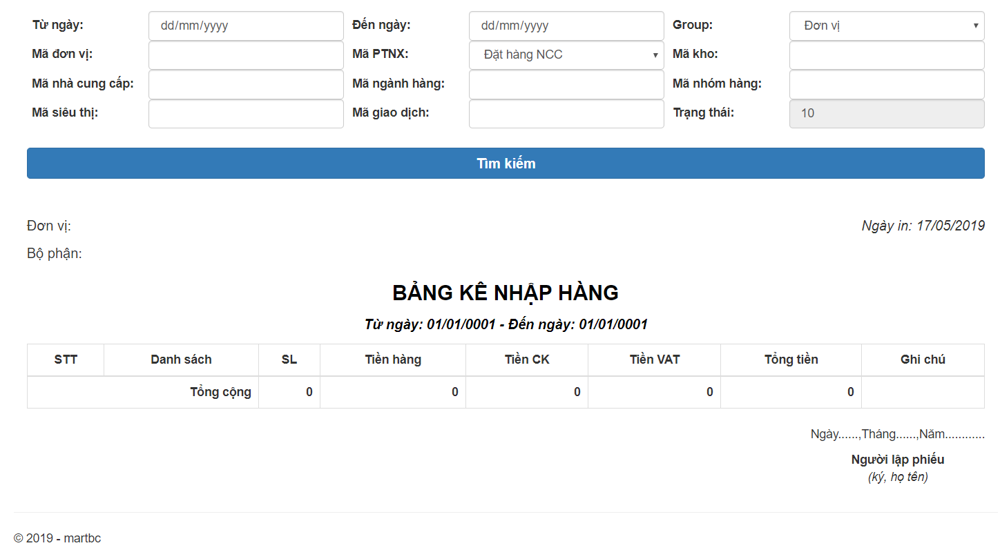 Từ ngày: dd/mm/yyyy Đến ngày: dd/mm/yyyy Group: Đơn vị
Mã đơn vị: Mã PTNX: Đặt hàng NCC Mã kho:
Mã nhà cung cấp: Mã ngành hàng: Mã nhóm hàng:
Mã siêu thị: Mã giao dịch: Trạng thái: 10
Tìm kiếm
Đơn vị: Ngày in: 17/05/2019
Bộ phận:
BẢNG KÊ NHẬP HÀNG
Từ ngày: 01/01/0001 - Đến ngày: 01/01/0001
STT Danh sách SL Tiền hàng Tiền CK Tiền VAT Tổng tiền Ghi chú
Tổng cộng 0 0 0 0 0
Ngày......,Tháng......,Năm............
Người lập phiếu
(ký, họ tên)
© 2019 - martbc